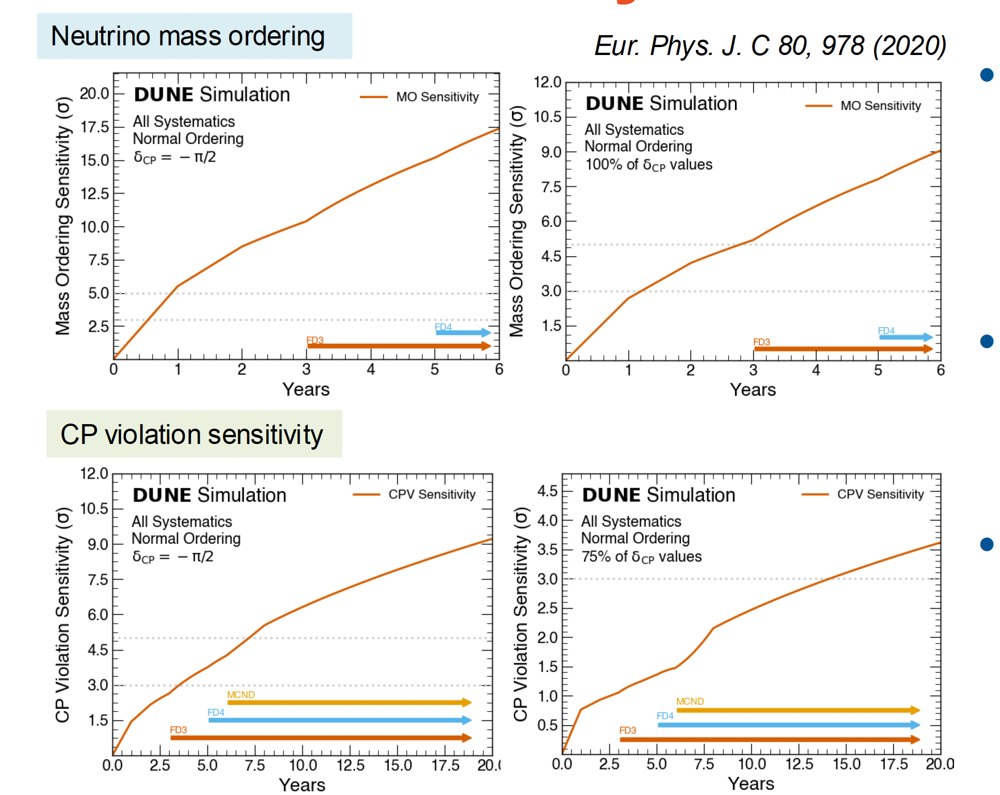 Neutrino mass ordering
Eur. Phys. J. C 80, 978 (2020)
DUNE Simulation
MO Sensitivity
All Systematics
Normal Ordering
δCP = − π/2
Mass Ordering Sensitivity (σ)
20.0
17.5
15.0
12.5
10.0
7.5
5.0
2.5
FD4
FD3
0 1 2 3 4 5 6
Years
DUNE Simulation
MO Sensitivity
All Systematics
Normal Ordering
100% of δCP values
Mass Ordering Sensitivity (σ)
12.0
10.5
9.0
7.5
6.0
4.5
3.0
1.5
FD4
FD3
0 1 2 3 4 5 6
Years
CP violation sensitivity
DUNE Simulation
CPV Sensitivity
All Systematics
Normal Ordering
δCP = − π/2
CP Violation Sensitivity (σ)
12.0
10.5
9.0
7.5
6.0
4.5
3.0
1.5
MCND
FD4
FD3
0.0 2.5 5.0 7.5 10.0 12.5 15.0 17.5 20.0
Years
DUNE Simulation
CPV Sensitivity
All Systematics
Normal Ordering
75% of δCP values
CP Violation Sensitivity (σ)
4.5
4.0
3.5
3.0
2.5
2.0
1.5
1.0
0.5
MCND
FD4
FD3
0.0 2.5 5.0 7.5 10.0 12.5 15.0 17.5 20.0
Years